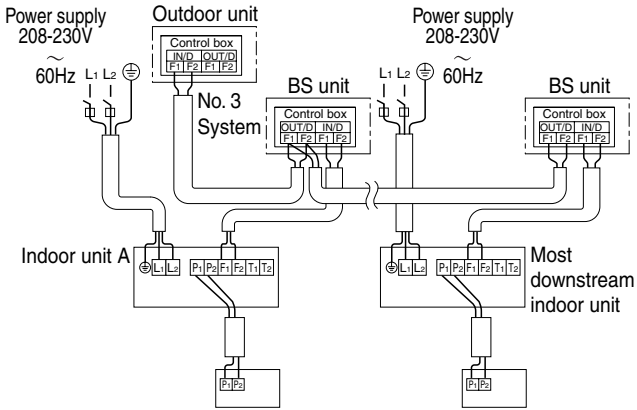 Power supply
208-230V
～
60Hz
L1 L2
Outdoor unit
Control box
IN/D OUT/D
F1 F2 F1 F2
No. 3
System
BS unit
Control box
OUT/D IN/D
F1 F2 F1 F2
Power supply
208-230V
～
60Hz
L1 L2
BS unit
Control box
OUT/D IN/D
F1 F2 F1 F2
Indoor unit A
L1 L2
P1 P2 F1 F2 T1 T2
P1 P2
L1 L2
P1 P2 F1 F2 T1 T2
Most
downstream
indoor unit
P1 P2